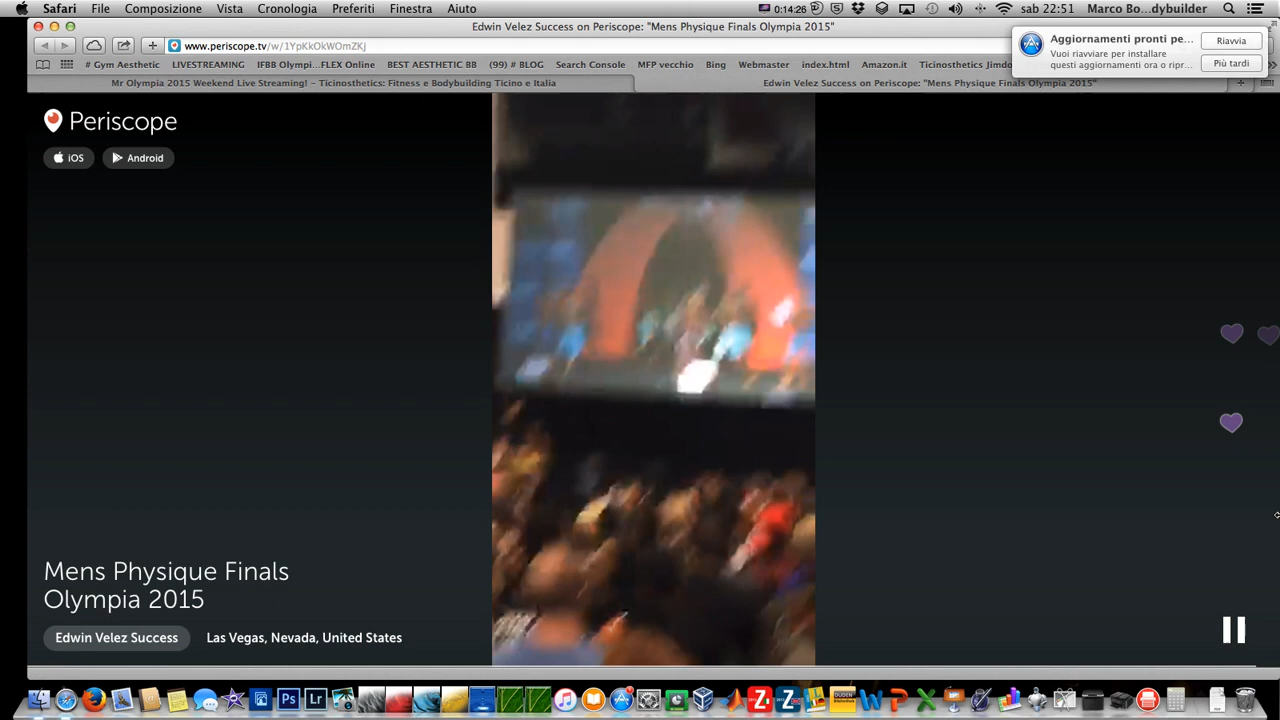 Safari File Composizione Vista Cronologia Preferiti Finestra Aiuto 0:14:26 sab 22:51 Marco Bo...dybuilder
Edwin Velez Success on Periscope: "Mens Physique Finals Olympia 2015"
www.periscope.tv/w/1YpKkOkWOmZKj
# Gym Aesthetic LIVESTREAMING! IFBB Olympi...FLEX Online BEST AESTHETIC BB (99) # BLOG Search Console MFP vecchio Bing Webmaster index.html Amazon.it Ticinosthetics Jimdo
Mr Olympia 2015 Weekend Live Streaming! – Ticinosthetics: Fitness e Bodybuilding Ticino e Italia
Edwin Velez Success on Periscope: "Mens Physique Finals Olympia 2015"
Aggiornamenti pronti pe...
Vuoi riavviare per installare
questi aggiornamenti ora o ripr...
Riavvia
Più tardi
Periscope
iOS Android
Mens Physique Finals
Olympia 2015
Edwin Velez Success Las Vegas, Nevada, United States